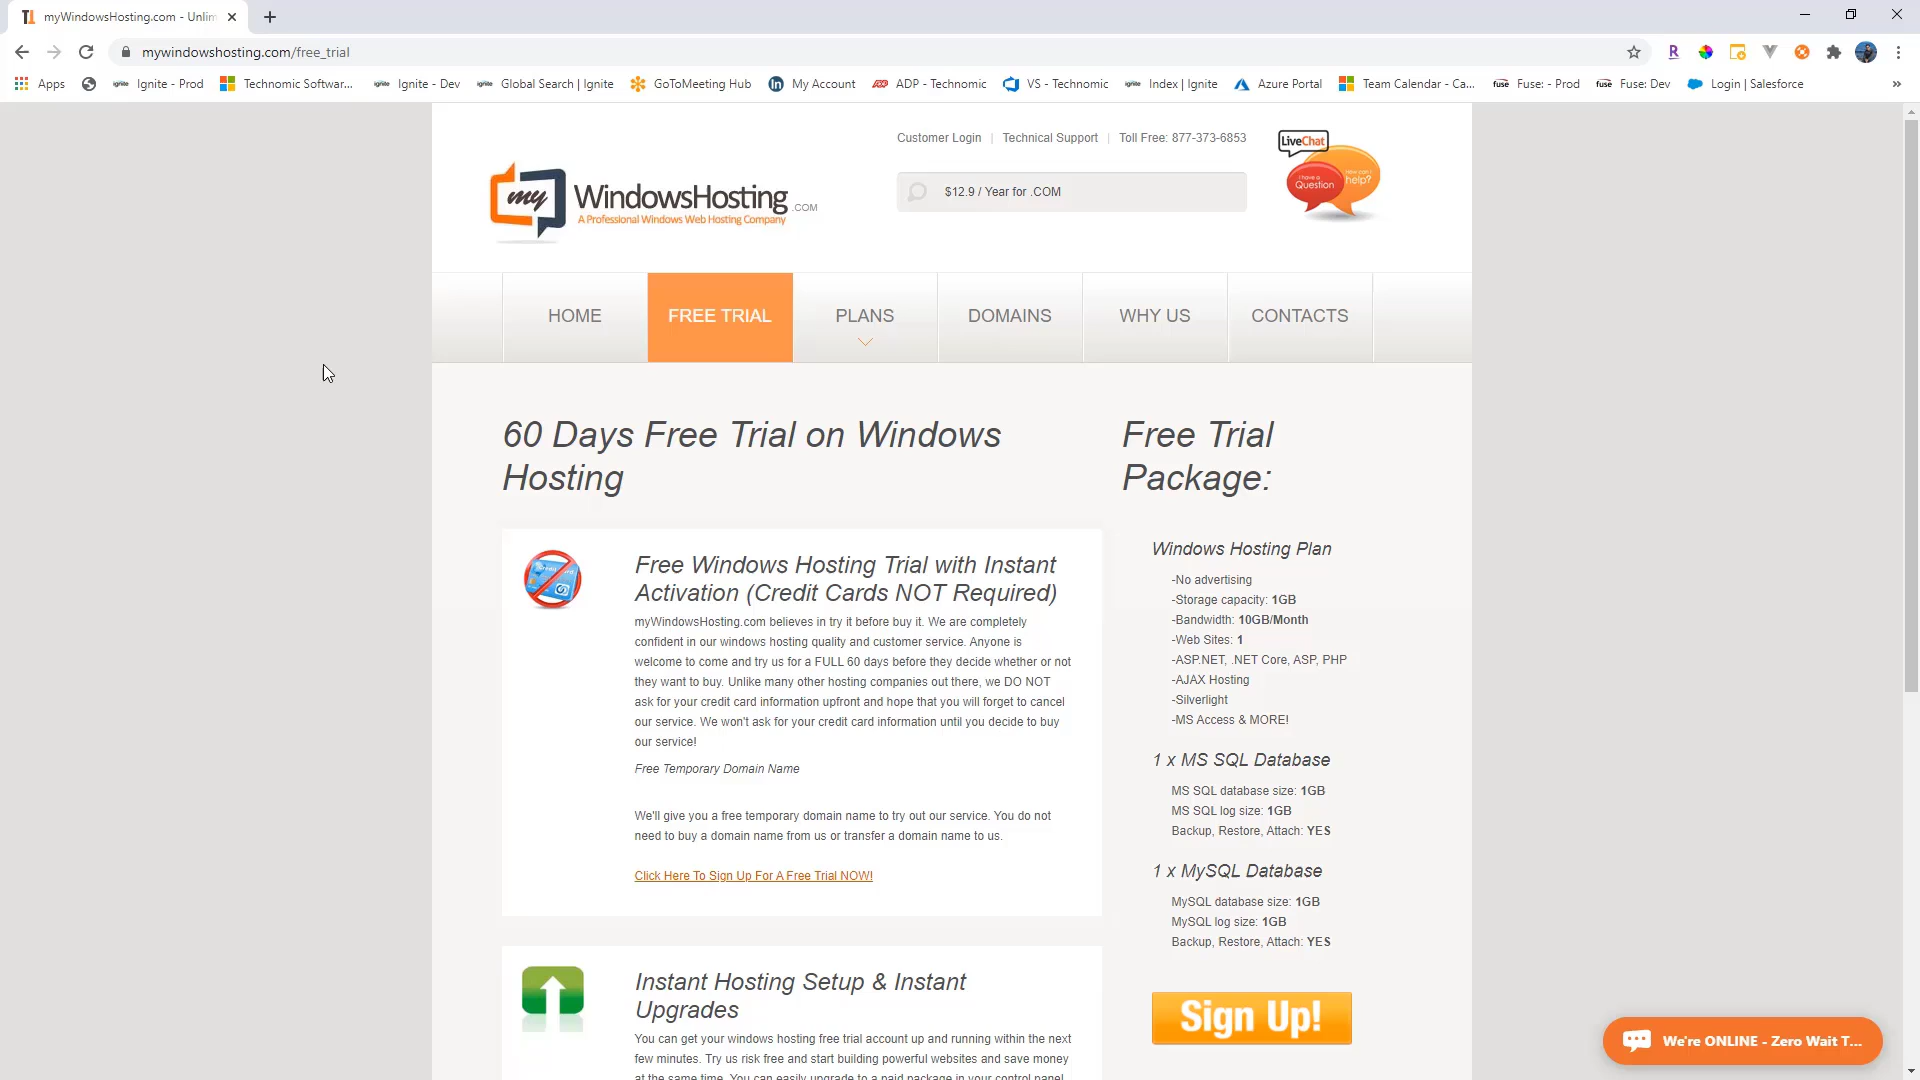 myWindowsHosting.com - Unlim
mywindowshosting.com/free_trial
Apps
Ignite - Prod
Technomic Softwar...
Ignite - Dev
Global Search | Ignite
GoToMeeting Hub
My Account
ADP - Technomic
VS - Technomic
Index | Ignite
Azure Portal
Team Calendar - Ca...
fuse
Fuse: - Prod
fuse
Fuse: Dev
Login | Salesforce
Customer Login | Technical Support | Toll Free: 877-373-6853
LiveChat
I have a
Question
How can I
help?
my WindowsHosting .COM
A Professional Windows Web Hosting Company
$12.9 / Year for .COM
HOME
FREE TRIAL
PLANS
DOMAINS
WHY US
CONTACTS
60 Days Free Trial on Windows
Hosting
Free Windows Hosting Trial with Instant
Activation (Credit Cards NOT Required)
myWindowsHosting.com believes in try it before buy it. We are completely
confident in our windows hosting quality and customer service. Anyone is
welcome to come and try us for a FULL 60 days before they decide whether or not
they want to buy. Unlike many other hosting companies out there, we DO NOT
ask for your credit card information upfront and hope that you will forget to cancel
our service. We won't ask for your credit card information until you decide to buy
our service!
Free Temporary Domain Name
We'll give you a free temporary domain name to try out our service. You do not
need to buy a domain name from us or transfer a domain name to us.
Click Here To Sign Up For A Free Trial NOW!
Instant Hosting Setup & Instant
Upgrades
You can get your windows hosting free trial account up and running within the next
few minutes. Try us risk free and start building powerful websites and save money
at the same time. You can easily upgrade to a paid package in your control panel
Free Trial
Package:
Windows Hosting Plan
-No advertising
-Storage capacity: 1GB
-Bandwidth: 10GB/Month
-Web Sites: 1
-ASP.NET, .NET Core, ASP, PHP
-AJAX Hosting
-Silverlight
-MS Access & MORE!
1 x MS SQL Database
MS SQL database size: 1GB
MS SQL log size: 1GB
Backup, Restore, Attach: YES
1 x MySQL Database
MySQL database size: 1GB
MySQL log size: 1GB
Backup, Restore, Attach: YES
Sign Up!
We're ONLINE - Zero Wait T...